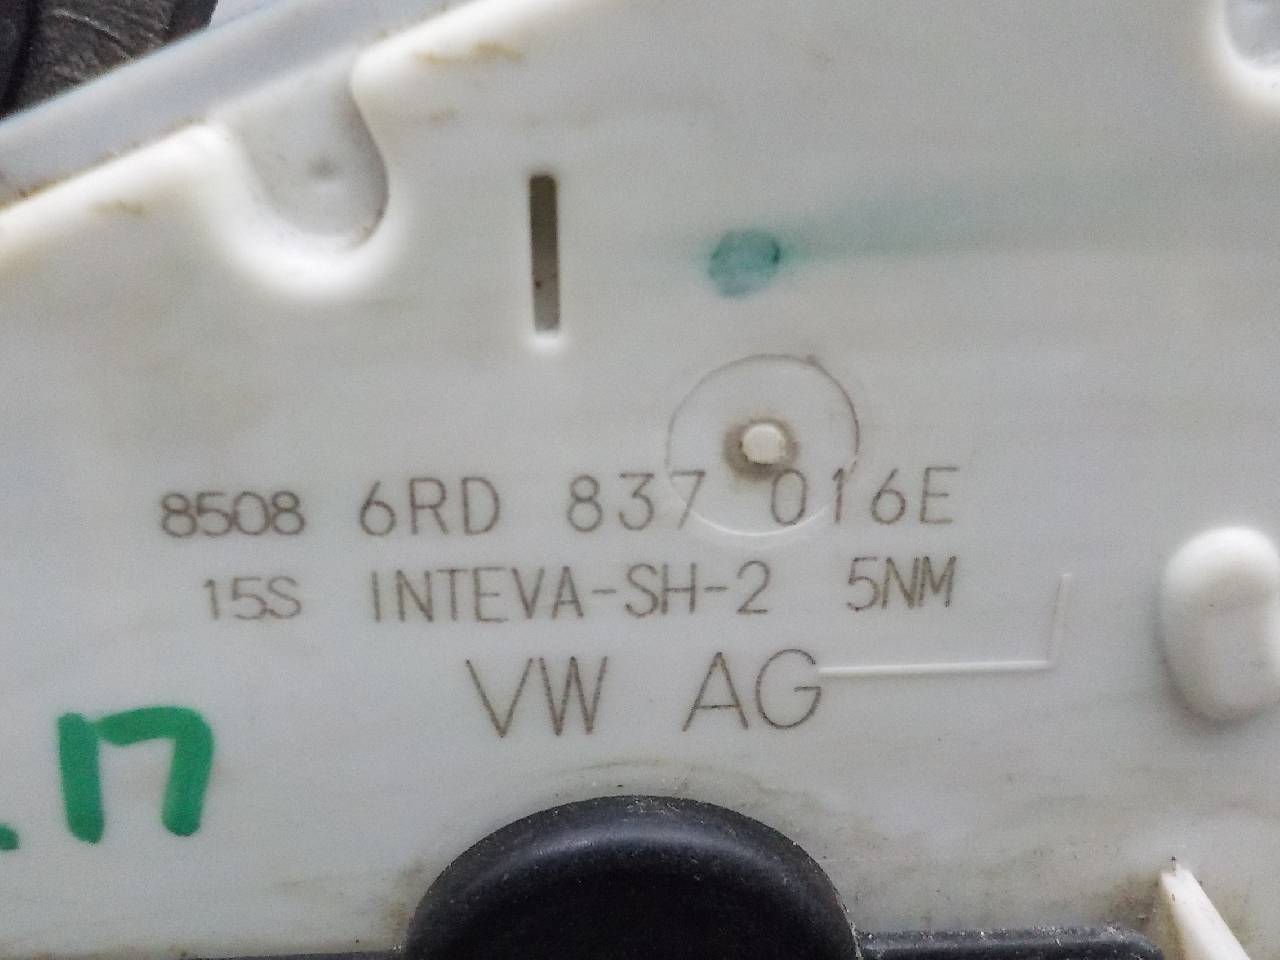 8508 6RD 837 016E
15S INTEVA-SH-2 5NM
VW AG
.П